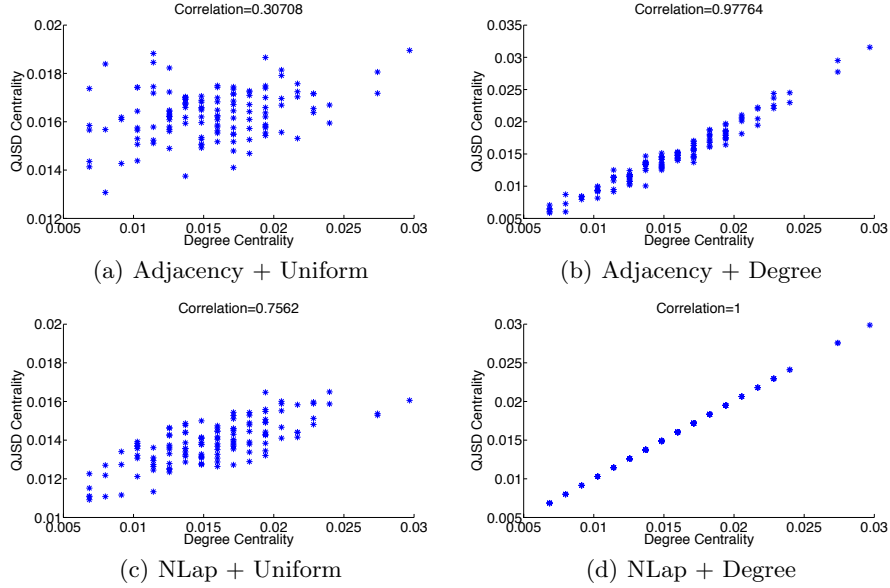 Correlation=0.30708
0.02
0.018
0.016
0.014
0.012
QJSD Centrality
0.005 0.01 0.015 0.02 0.025 0.03
Degree Centrality
(a) Adjacency + Uniform
Correlation=0.97764
0.035
0.03
0.025
0.02
0.015
0.01
0.005
QJSD Centrality
0.005 0.01 0.015 0.02 0.025 0.03
Degree Centrality
(b) Adjacency + Degree
Correlation=0.7562
0.02
0.018
0.016
0.014
0.012
0.01
QJSD Centrality
0.005 0.01 0.015 0.02 0.025 0.03
Degree Centrality
(c) NLap + Uniform
Correlation=1
0.03
0.025
0.02
0.015
0.01
0.005
QJSD Centrality
0.005 0.01 0.015 0.02 0.025 0.03
Degree Centrality
(d) NLap + Degree